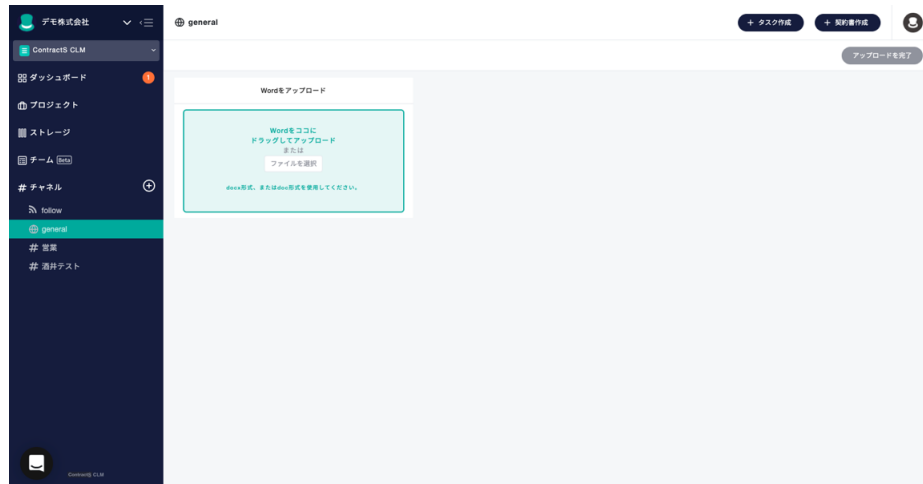 デモ株式会社
ContractS CLM
ダッシュボード
1
プロジェクト
ストレージ
チーム Beta
# チャネル
follow
general
# 営業
# 酒井テスト
ContractS CLM
general
+ タスク作成
+ 契約書作成
アップロードを完了
Wordをアップロード
Wordをココに
ドラッグしてアップロード
または
ファイルを選択
docx形式、またはdoc形式を使用してください。